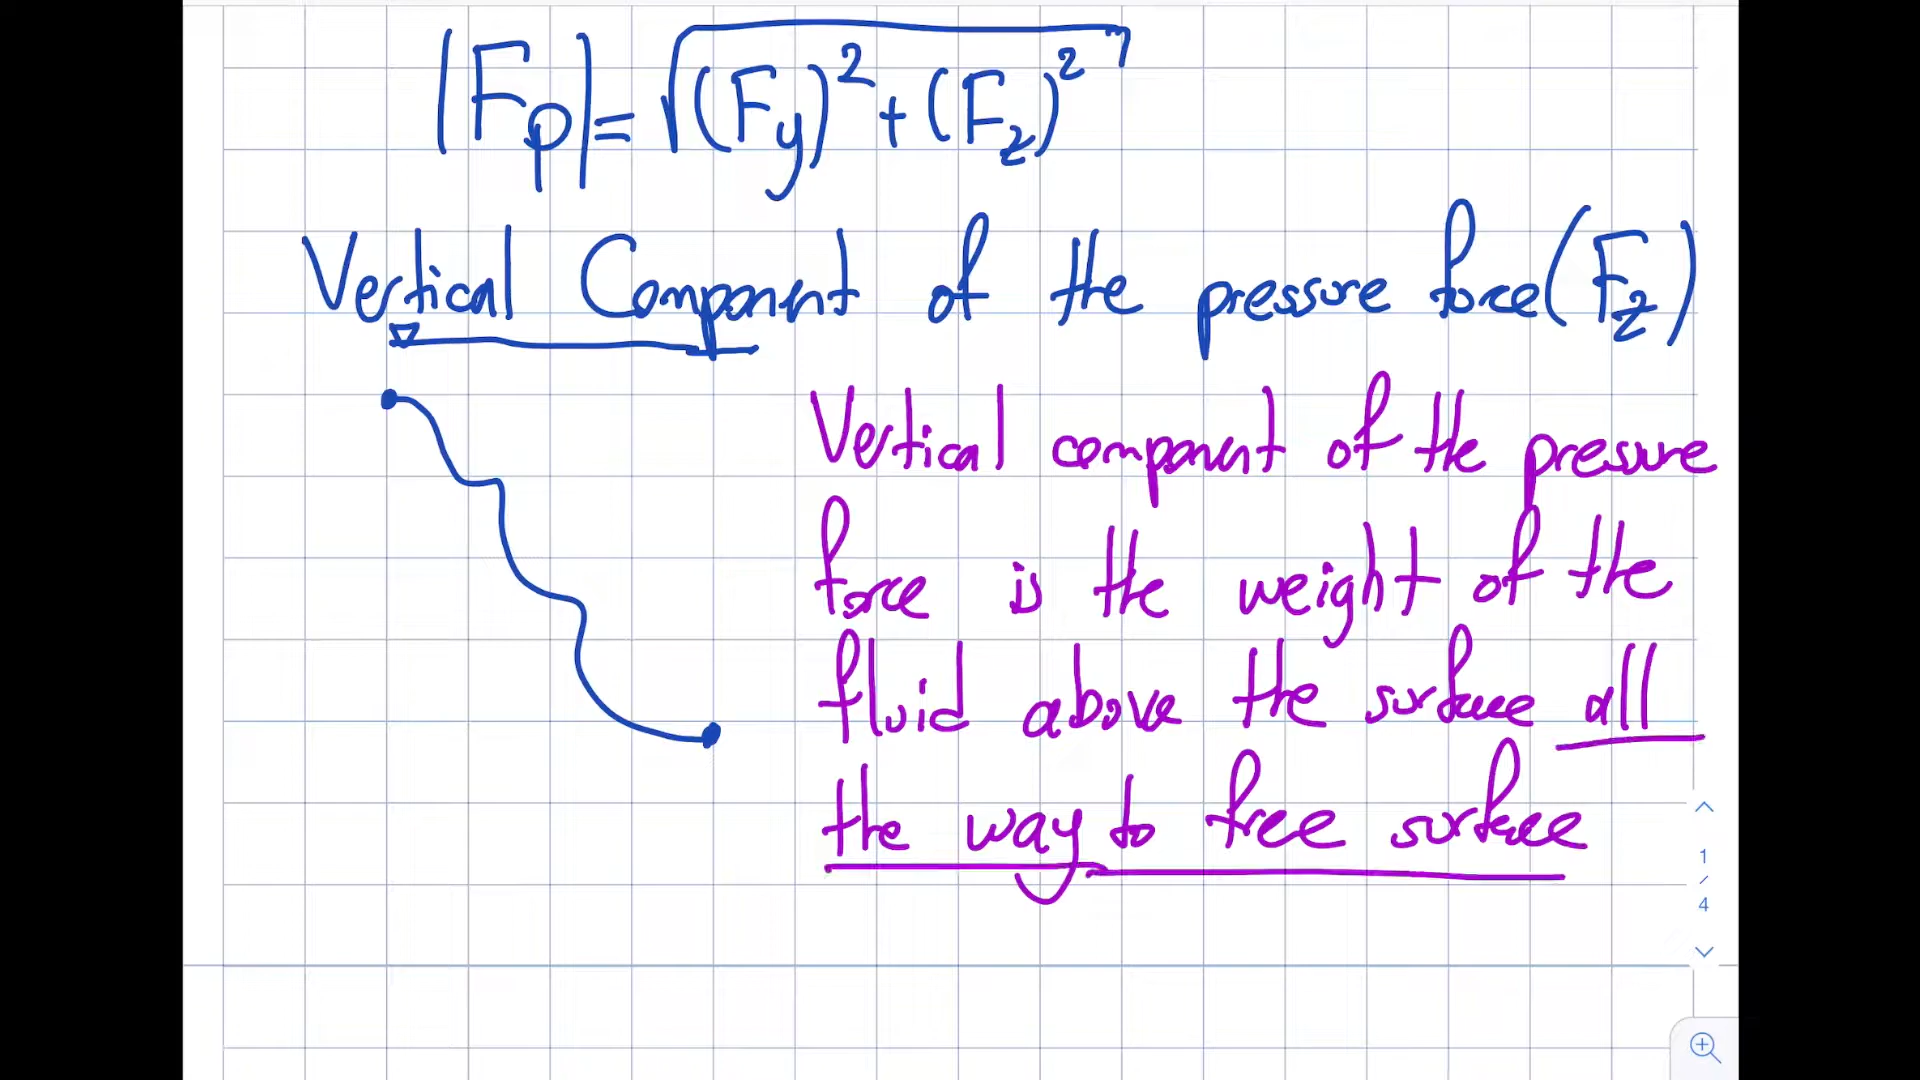 |Fp| = √(Fy)² + (Fz)²
Vertical Component of the pressure force (Fz)
Vertical component of the pressure
force is the weight of the
fluid above the surface all
the way to free surface
1
/
4